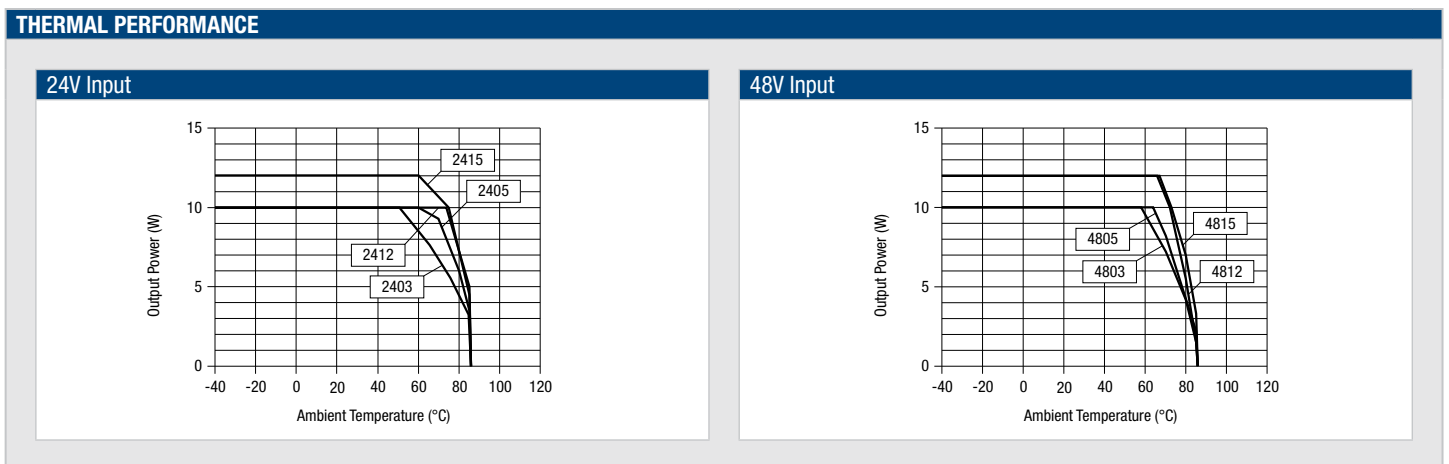 THERMAL PERFORMANCE
24V Input
15
10
5
0
Output Power (W)
2415
2405
2412
2403
-40 -20 0 20 40 60 80 100 120
Ambient Temperature (°C)
48V Input
15
10
5
0
Output Power (W)
4815
4805
4803
4812
-40 -20 0 20 40 60 80 100 120
Ambient Temperature (°C)